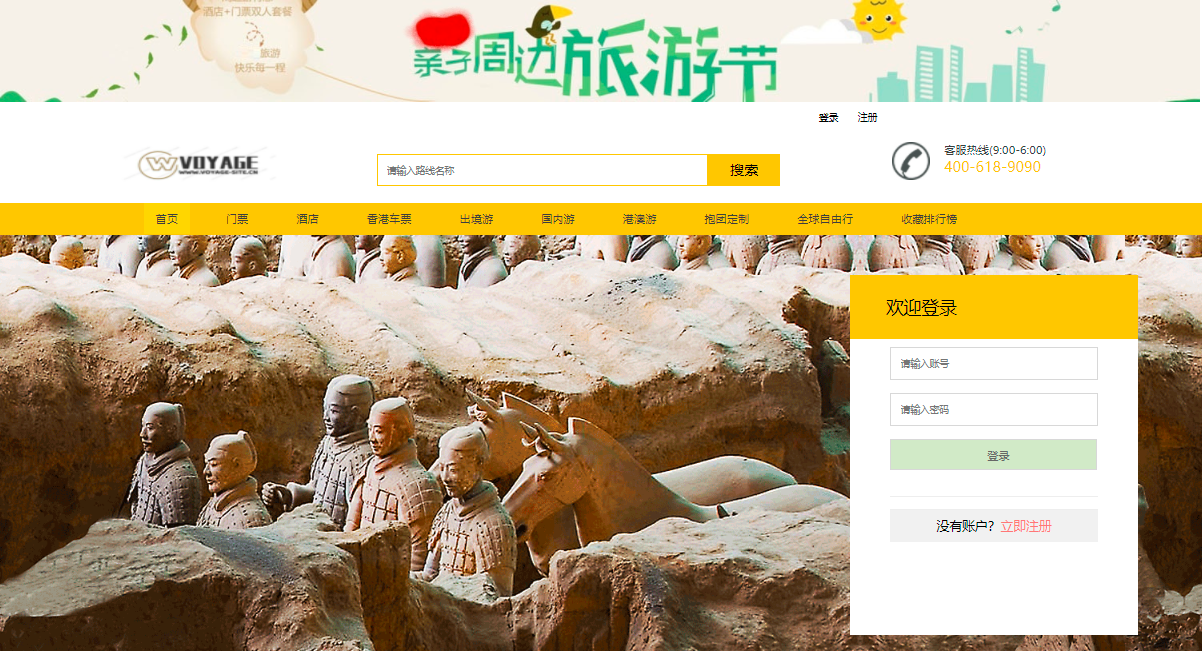 酒店+门票双人套餐
旅游
快乐每一程
亲子周边旅游节
登录 注册
VOYAGE
WWW.VOYAGE-SITE.CN
请输入路线名称
搜索
客服热线(9:00-6:00)
400-618-9090
首页 门票 酒店 香港车票 出境游 国内游 港澳游 抱团定制 全球自由行 收藏排行榜
欢迎登录
请输入账号
请输入密码
登录
没有账户？立即注册